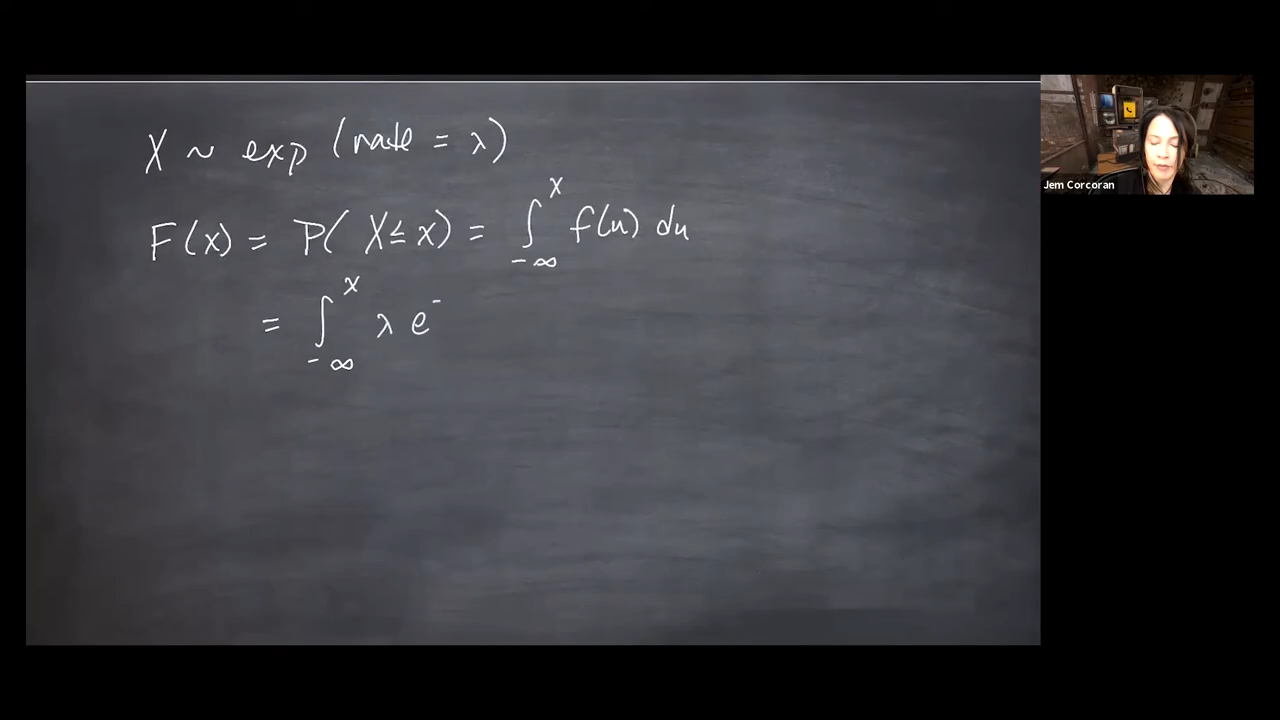 X ~ exp (rate = λ)
F(x) = P( X ≤ x) = ∫_{-∞}^{x} f(u) du
= ∫_{-∞}^{x} λ e^{-}
Jem Corcoran